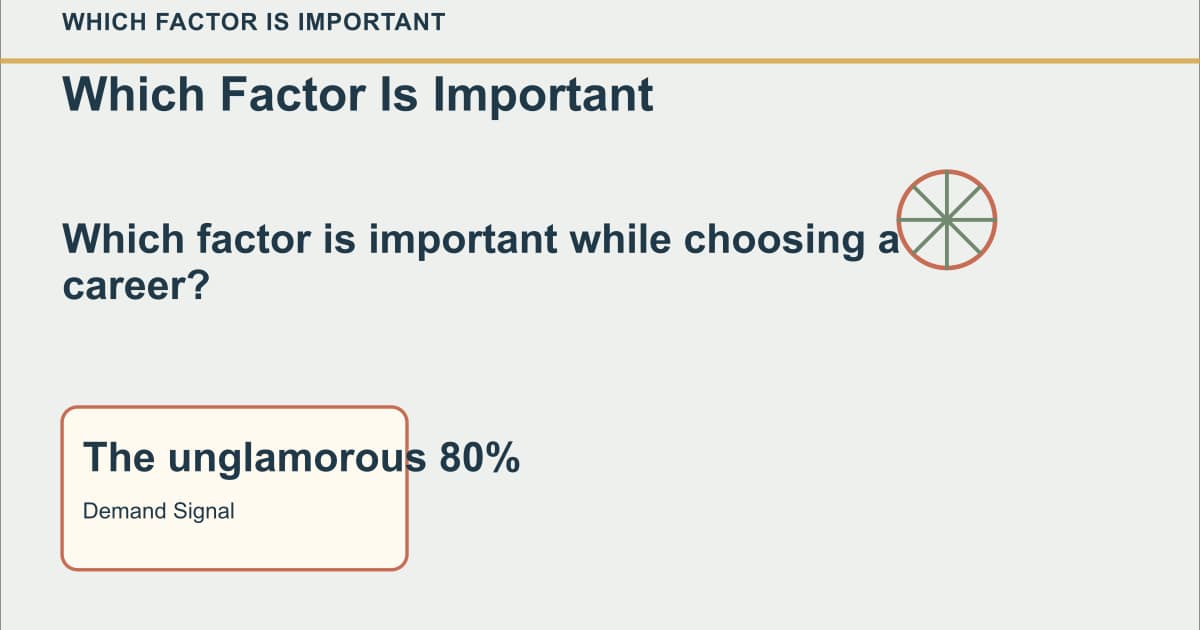 WHICH FACTOR IS IMPORTANT
Which Factor Is Important
Which factor is important while choosing a
career?
The unglamorous 80%
Demand Signal